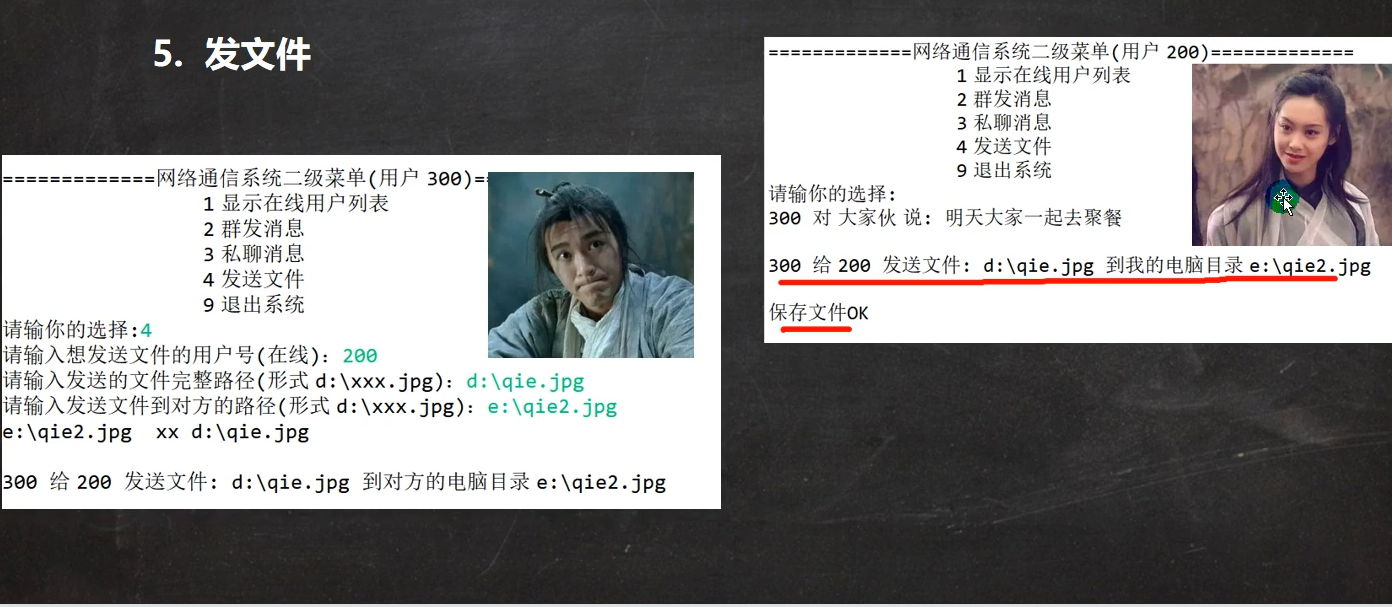 5. 发文件
=============网络通信系统二级菜单(用户 300)=
1 显示在线用户列表
2 群发消息
3 私聊消息
4 发送文件
9 退出系统
请输你的选择:4
请输入想发送文件的用户号(在线): 200
请输入发送的文件完整路径(形式 d:\xxx.jpg): d:\qie.jpg
请输入发送文件到对方的路径(形式 d:\xxx.jpg): e:\qie2.jpg
e:\qie2.jpg  xx d:\qie.jpg
300 给 200 发送文件: d:\qie.jpg 到对方的电脑目录 e:\qie2.jpg
=============网络通信系统二级菜单(用户 200)=============
1 显示在线用户列表
2 群发消息
3 私聊消息
4 发送文件
9 退出系统
请输你的选择:
300 对 大家伙 说: 明天大家一起去聚餐
300 给 200 发送文件: d:\qie.jpg 到我的电脑目录 e:\qie2.jpg
保存文件OK